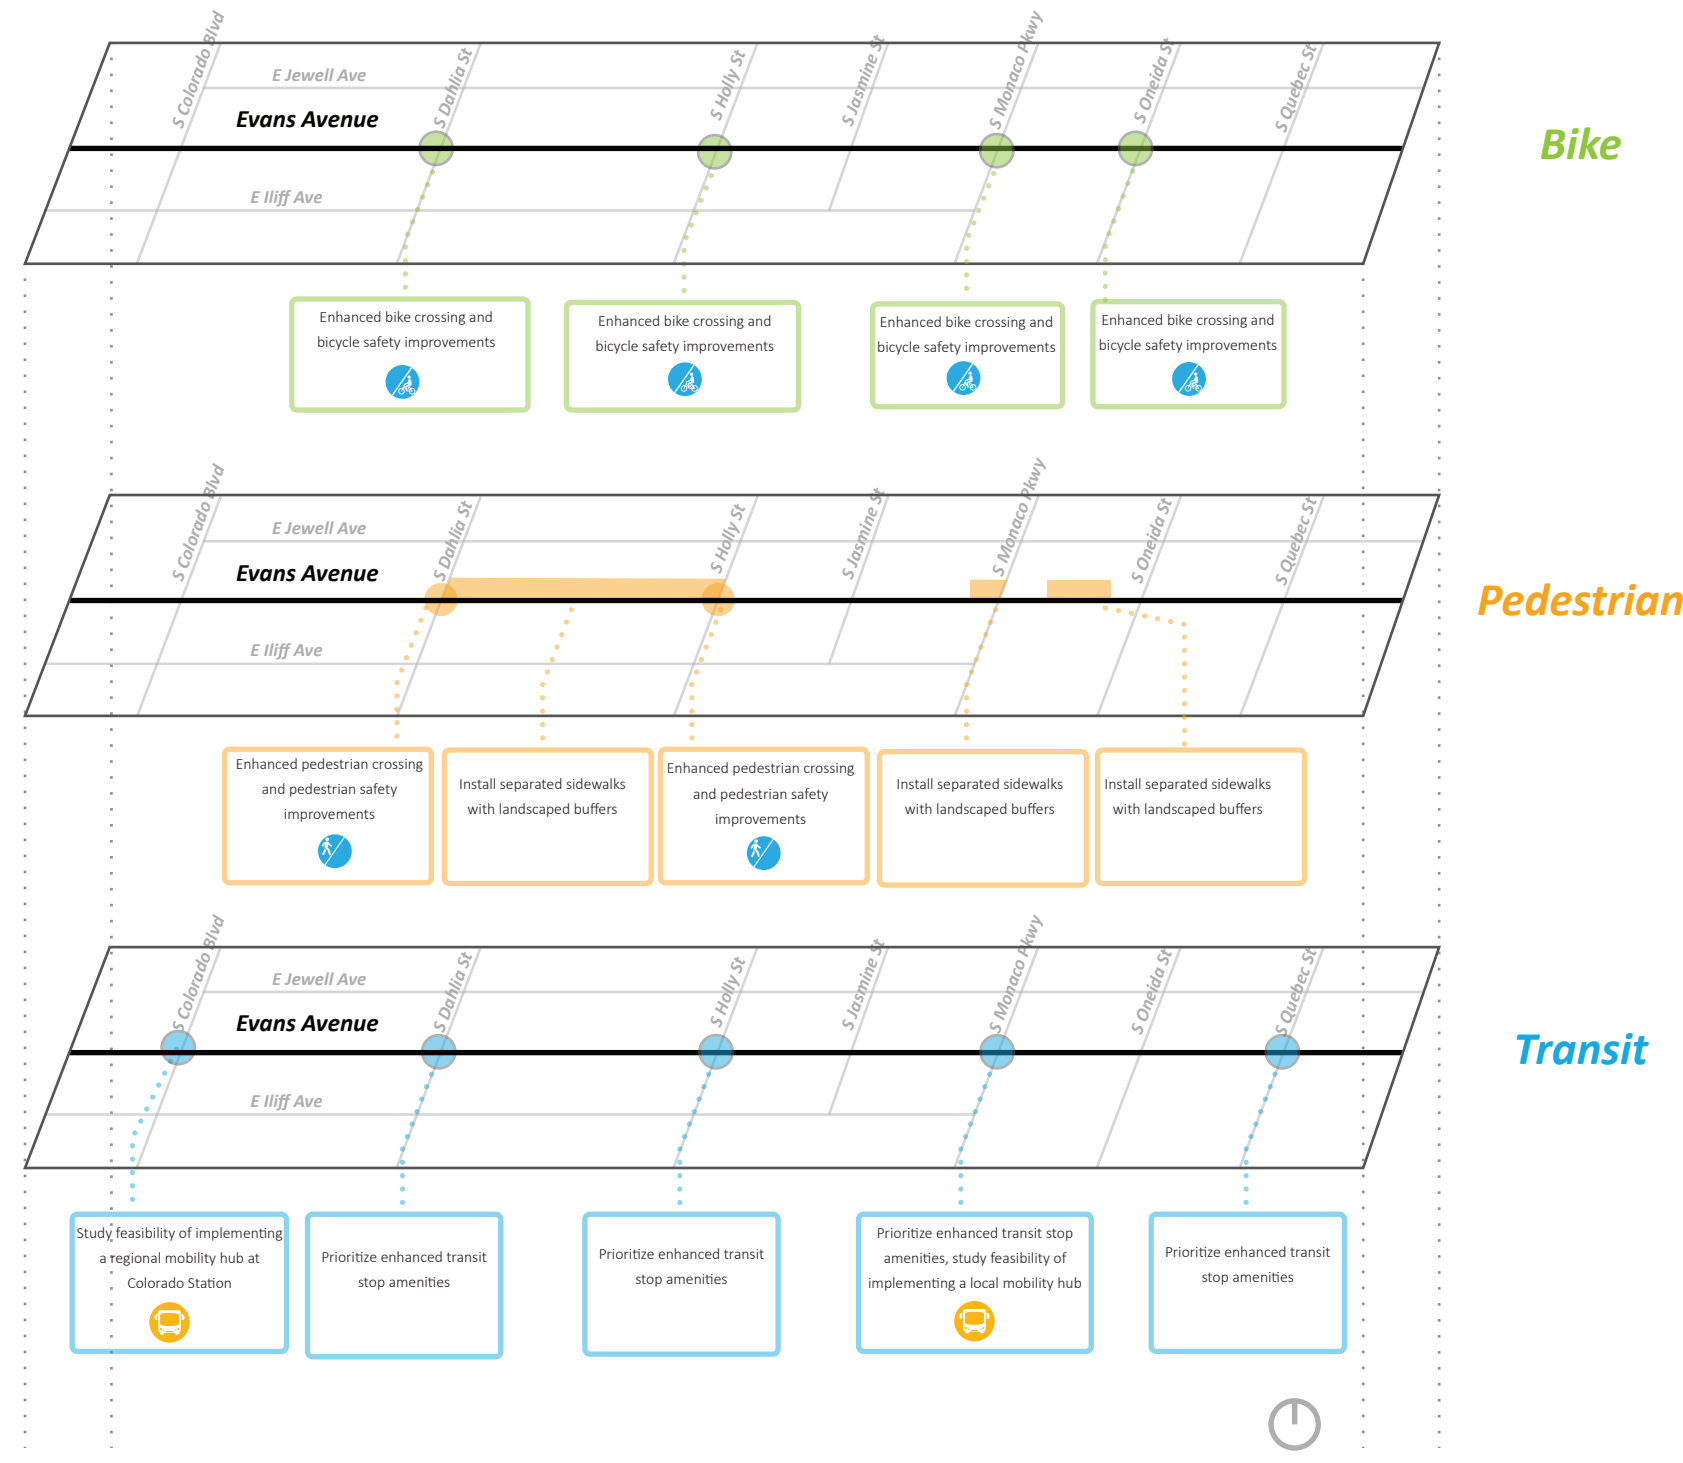 S Colorado Blvd
S Dahlia St
S Holly St
S Jasmine St
S Monaco Pkwy
S Oneida St
S Quebec St
E Jewell Ave
Evans Avenue
E Iliff Ave
Bike
Enhanced bike crossing and
bicycle safety improvements
Enhanced bike crossing and
bicycle safety improvements
Enhanced bike crossing and
bicycle safety improvements
Enhanced bike crossing and
bicycle safety improvements
S Colorado Blvd
S Dahlia St
S Holly St
S Jasmine St
S Monaco Pkwy
S Oneida St
S Quebec St
E Jewell Ave
Evans Avenue
E Iliff Ave
Pedestrian
Enhanced pedestrian crossing
and pedestrian safety
improvements
Install separated sidewalks
with landscaped buffers
Enhanced pedestrian crossing
and pedestrian safety
improvements
Install separated sidewalks
with landscaped buffers
Install separated sidewalks
with landscaped buffers
S Colorado Blvd
S Dahlia St
S Holly St
S Jasmine St
S Monaco Pkwy
S Oneida St
S Quebec St
E Jewell Ave
Evans Avenue
E Iliff Ave
Transit
Study feasibility of implementing
a regional mobility hub at
Colorado Station
Prioritize enhanced transit
stop amenities
Prioritize enhanced transit
stop amenities
Prioritize enhanced transit stop
amenities, study feasibility of
implementing a local mobility hub
Prioritize enhanced transit
stop amenities